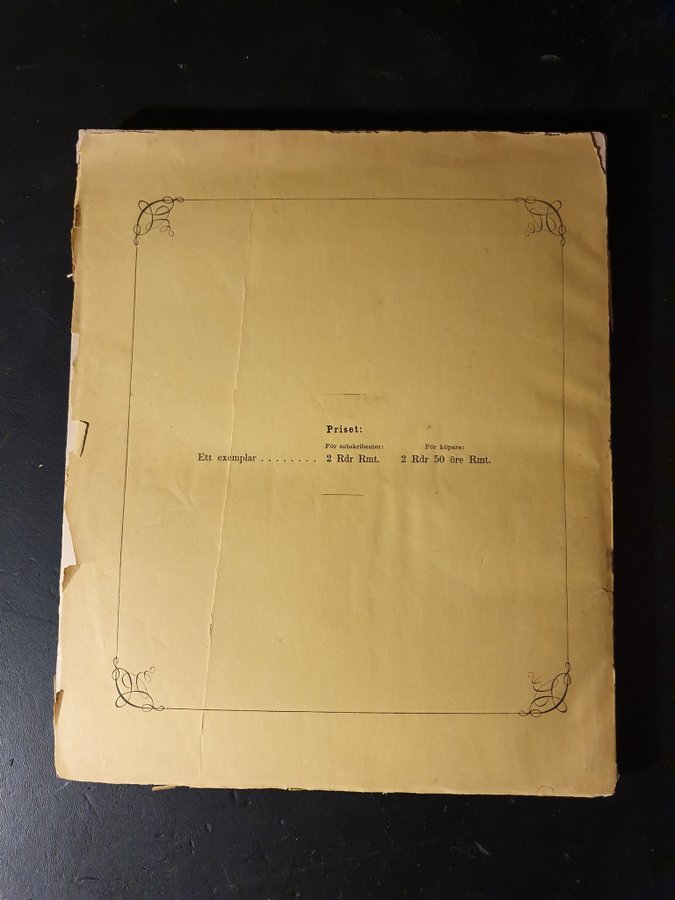 Priset:
För subskribenter: För köpare:
Ett exemplar . . . . . . . . 2 Rdr Rmt. 2 Rdr 50 öre Rmt.